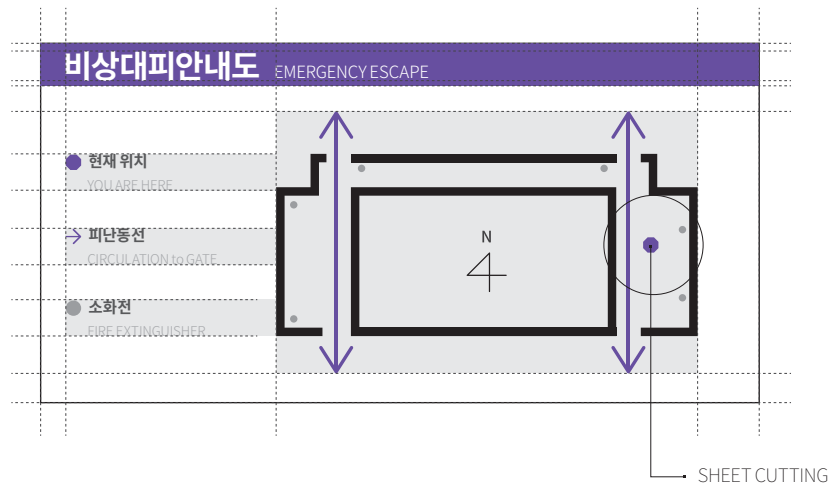 비상대피안내도 EMERGENCY ESCAPE
현재 위치
YOU ARE HERE
피난동선
CIRCULATION to GATE
소화전
FIRE EXTINGUISHER
N
SHEET CUTTING